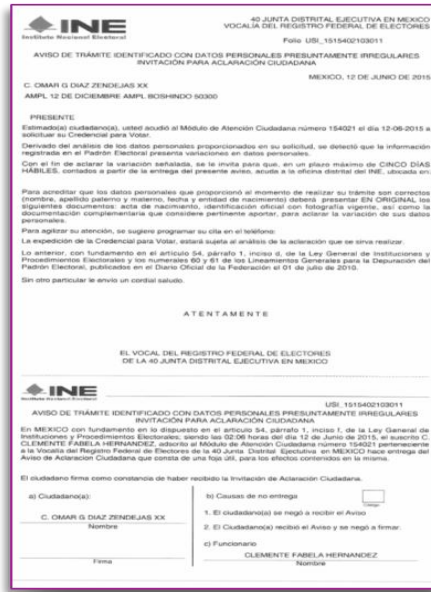 INE
Instituto Nacional Electoral
40 JUNTA DISTRITAL EJECUTIVA EN MEXICO
VOCALÍA DEL REGISTRO FEDERAL DE ELECTORES
Folio USI_1515402103011
AVISO DE TRÁMITE IDENTIFICADO CON DATOS PERSONALES PRESUNTAMENTE IRREGULARES
INVITACIÓN PARA ACLARACIÓN CIUDADANA
MEXICO, 12 DE JUNIO DE 2015
C. OMAR G DIAZ ZENDEJAS XX
AMPL 12 DE DICIEMBRE AMPL BOSHINDO 50300
PRESENTE
Estimado(a) ciudadano(a), usted acudió al Módulo de Atención Ciudadana número 154021 el día 12-06-2015 a
solicitar su Credencial para Votar.
Derivado del análisis de los datos personales proporcionados en su solicitud, se detectó que la información
registrada en el Padrón Electoral presenta variaciones en datos personales.
Con el fin de aclarar la variación señalada, se le invita para que, en un plazo máximo de CINCO DÍAS
HÁBILES, contados a partir de la entrega del presente aviso, acuda a la oficina distrital del INE, ubicada en:
Para acreditar que los datos personales que proporcionó al momento de realizar su trámite son correctos
(nombre, apellido paterno y materno, fecha y entidad de nacimiento) deberá presentar EN ORIGINAL los
siguientes documentos: acta de nacimiento, identificación oficial con fotografía vigente, así como la
documentación complementaria que considere pertinente aportar, para aclarar la variación de sus datos
personales.
Para agilizar su atención, se sugiere programar su cita en el teléfono:
La expedición de la Credencial para Votar, estará sujeta al análisis de la aclaración que se sirva realizar.
Lo anterior, con fundamento en el artículo 54, párrafo 1, inciso d, de la Ley General de Instituciones y
Procedimientos Electorales y los numerales 60 y 61 de los Lineamientos Generales para la Depuración del
Padrón Electoral, publicados en el Diario Oficial de la Federación el 01 de julio de 2010.
Sin otro particular le envío un cordial saludo.
A T E N T A M E N T E
EL VOCAL DEL REGISTRO FEDERAL DE ELECTORES
DE LA 40 JUNTA DISTRITAL EJECUTIVA EN MEXICO
INE
Instituto Nacional Electoral
USI_1515402103011
AVISO DE TRÁMITE IDENTIFICADO CON DATOS PERSONALES PRESUNTAMENTE IRREGULARES
INVITACIÓN PARA ACLARACIÓN CIUDADANA
En MEXICO con fundamento en lo dispuesto en el artículo 54, párrafo 1, inciso f, de la Ley General de
Instituciones y Procedimientos Electorales, siendo las 02:06 horas del día 12 de Junio de 2015, el suscrito C.
CLEMENTE FABELA HERNANDEZ, adscrito al Módulo de Atención Ciudadana número 154021 perteneciente
a la Vocalía del Registro Federal de Electores de la 40 Junta Distrital Ejecutiva en MEXICO hace entrega del
Aviso de Aclaración Ciudadana que consta de una foja útil, para los efectos contenidos en la misma.
El ciudadano firma como constancia de haber recibido la Invitación de Aclaración Ciudadana.
a) Ciudadano(a):
C. OMAR G DIAZ ZENDEJAS XX
Nombre
Firma
b) Causas de no entrega
Código
1. El ciudadano(a) se negó a recibir el Aviso
2. El Ciudadano(a) recibió el Aviso y se negó a firmar.
c) Funcionario
CLEMENTE FABELA HERNANDEZ
Nombre